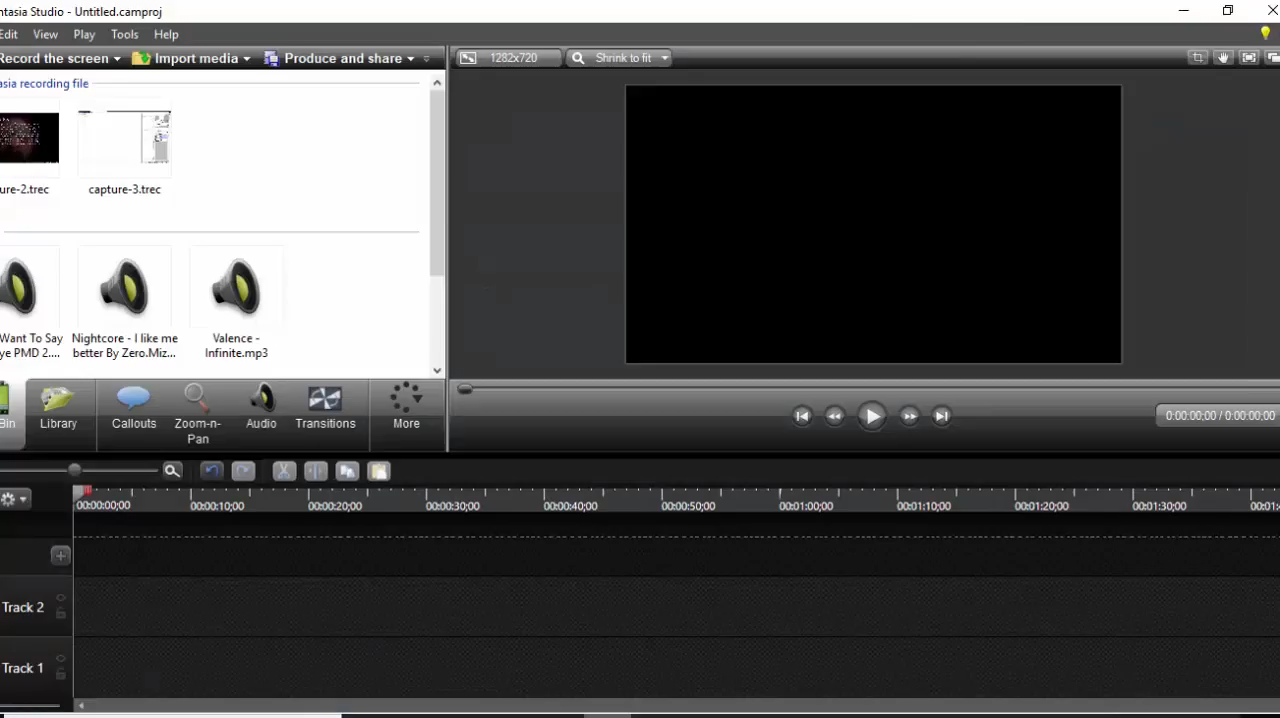 ntasia Studio - Untitled.camproj
Edit View Play Tools Help
Record the screen Import media Produce and share
1282x720 Shrink to fit
asia recording file
ure-2.trec capture-3.trec
Want To Say Nightcore - I like me Valence -
ye PMD 2.... better By Zero.Miz... Infinite.mp3
Bin Library Callouts Zoom-n- Audio Transitions More
Pan
0:00:00;00 / 0:00:00;00
00:00:00;00 00:00:10;00 00:00:20;00 00:00:30;00 00:00:40;00 00:00:50;00 00:01:00;00 00:01:10;00 00:01:20;00 00:01:30;00 00:01:4
Track 2
Track 1